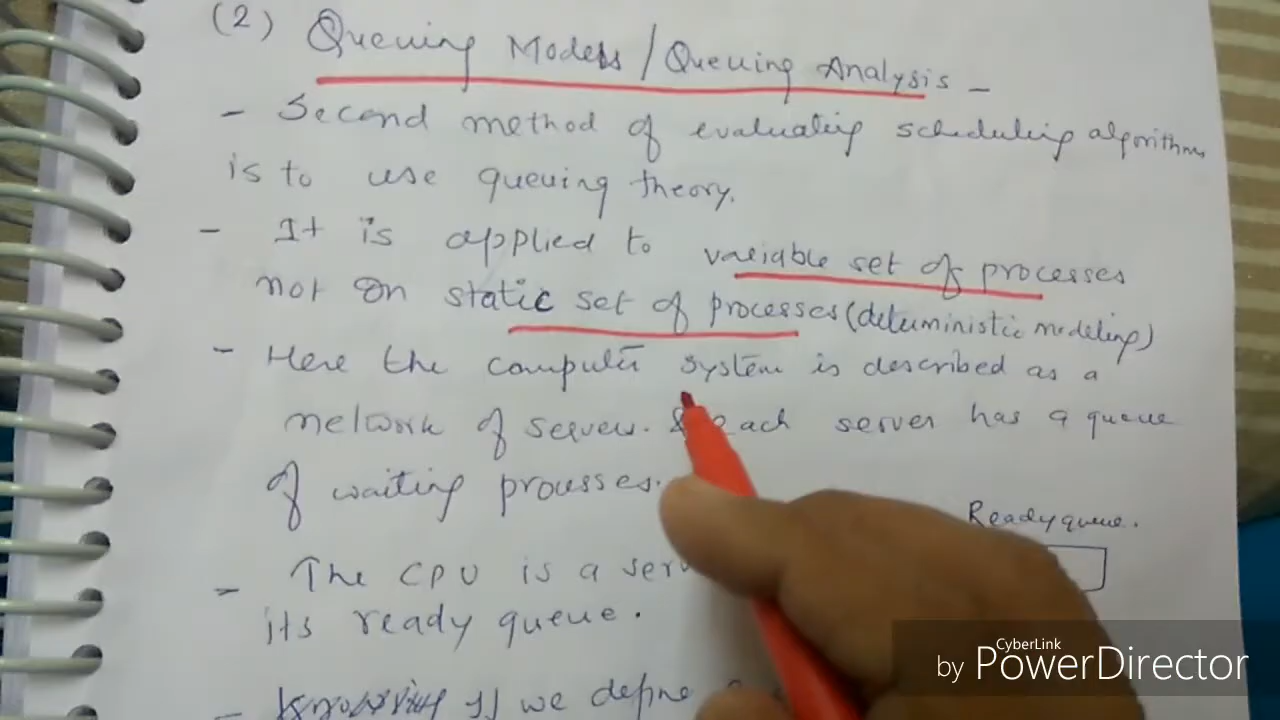 (2) Queuing Models / Queuing Analysis -
- Second method of evaluating scheduling algorithms
is to use queuing theory.
- It is applied to variable set of processes
not on static set of processes (deterministic modeling)
- Here the computer system is described as a
network of servers. & each server has a queue
of waiting processes.
Ready queue.
- The CPU is a serv
its ready queue.
- If we define
CyberLink
by PowerDirector